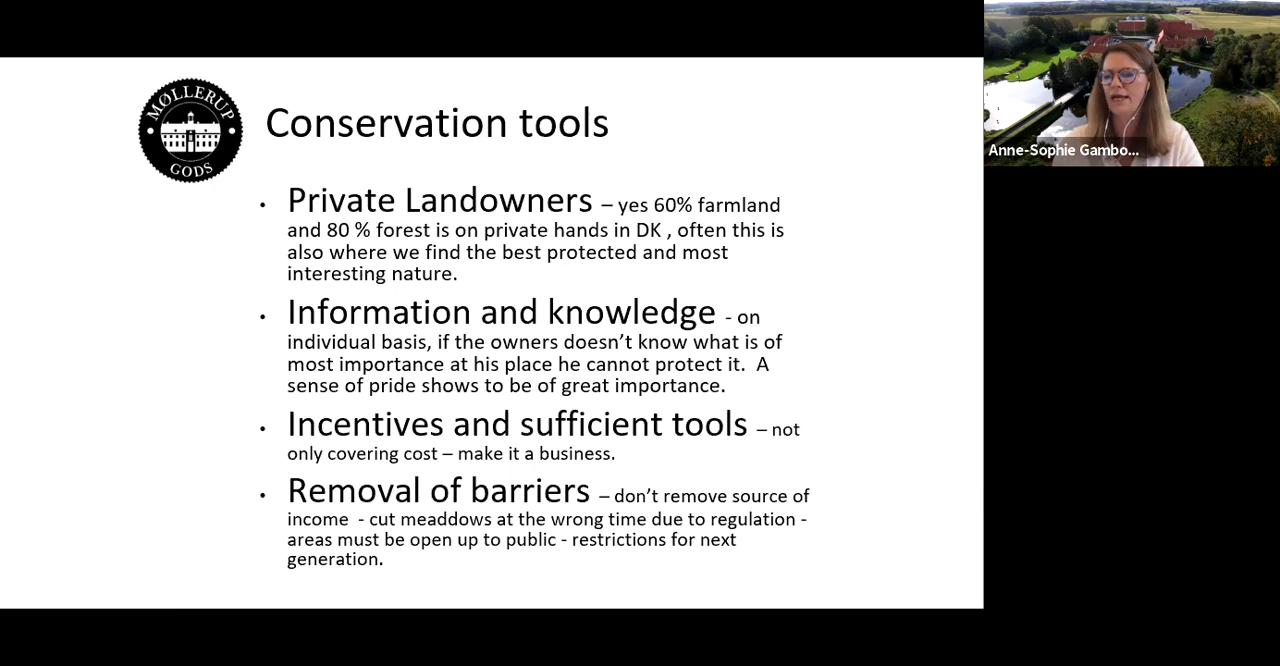 MØLLERUP
GODS
Conservation tools
Anne-Sophie Gambo...
• Private Landowners – yes 60% farmland
and 80 % forest is on private hands in DK , often this is
also where we find the best protected and most
interesting nature.
• Information and knowledge - on
individual basis, if the owners doesn’t know what is of
most importance at his place he cannot protect it.  A
sense of pride shows to be of great importance.
• Incentives and sufficient tools – not
only covering cost – make it a business.
• Removal of barriers – don’t remove source of
income  - cut meaddows at the wrong time due to regulation -
areas must be open up to public - restrictions for next
generation.